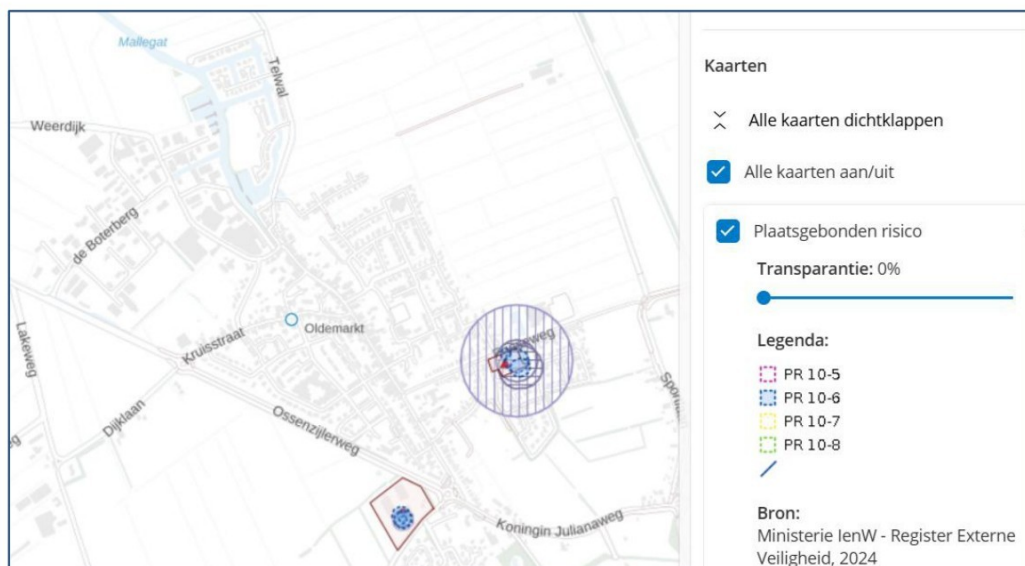 Mallegat
Telwal
Weerdijk
de Boterberg
Lakeweg
Kruisstraat
Oldemarkt
Dijklaan
Ossenzijlerweg
Koningin Julianaweg
Kaarten
Alle kaarten dichtklappen
Alle kaarten aan/uit
Plaatsgebonden risico
Transparantie: 0%
Legenda:
PR 10-5
PR 10-6
PR 10-7
PR 10-8
Bron:
Ministerie IenW - Register Externe
Veiligheid, 2024